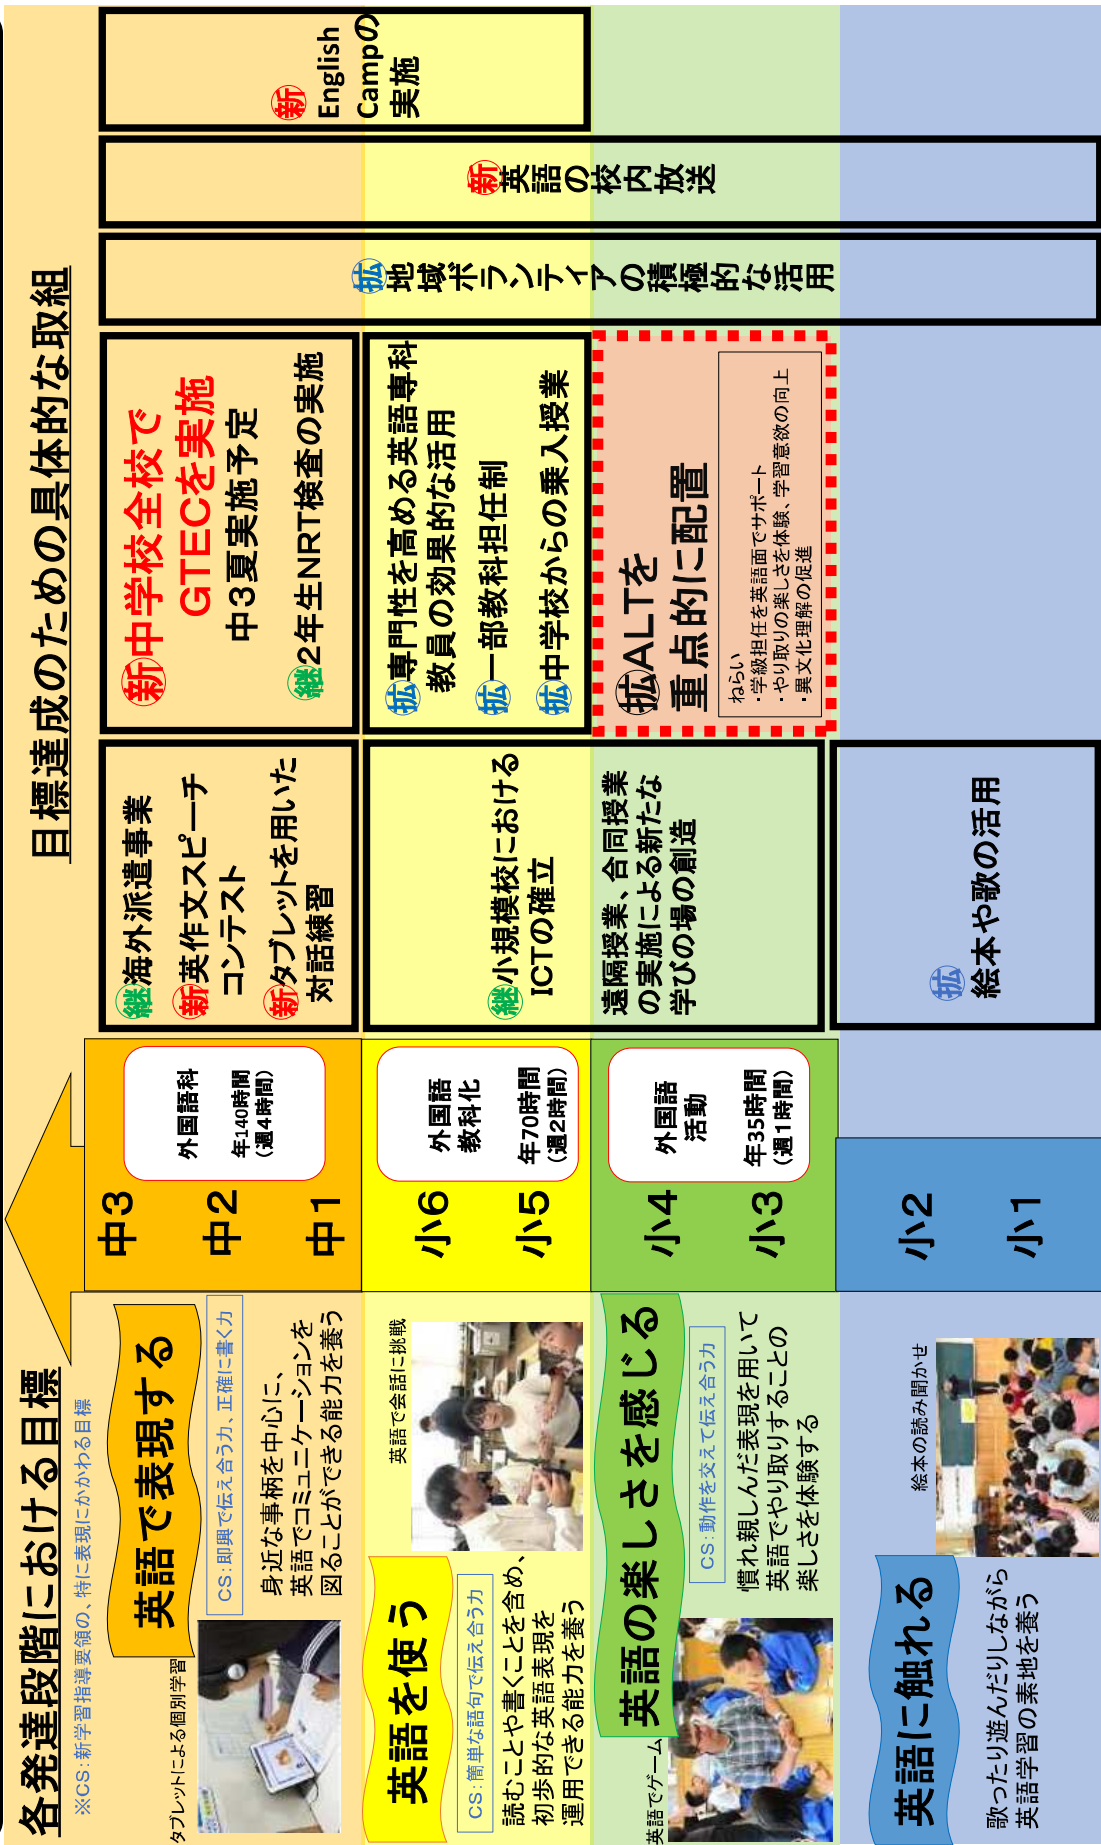 各発達段階における目標
※CS：新学習指導要領の、特に表現にかかわる目標
目標達成のための具体的な取組
英語で表現する
CS：即興で伝え合う力、正確に書く力
身近な事柄を中心に、
英語でコミュニケーションを
図ることができる能力を養う
タブレットによる個別学習
中3
中2
中1
外国語科
年140時間
（週4時間）
継海外派遣事業
新英作文スピーチ
コンテスト
新タブレットを用いた
対話練習
新中学校全校で
GTECを実施
中3夏実施予定
継2年生NRT検査の実施
英語を使う
CS：簡単な語句で伝え合う力
読むことや書くことを含め、
初歩的な英語表現を
運用できる能力を養う
英語で会話に挑戦
小6
小5
外国語
教科化
年70時間
（週2時間）
継小規模校における
ICTの確立
遠隔授業、合同授業
の実施による新たな
学びの場の創造
拡専門性を高める英語専科
教員の効果的な活用
拡一部教科担任制
拡中学校からの乗入授業
英語の楽しさを感じる
CS：動作を交えて伝え合う力
慣れ親しんだ表現を用いて
英語でやり取りすることの
楽しさを体験する
英語でゲーム
小4
小3
外国語
活動
年35時間
（週1時間）
拡ALTを
重点的に配置
ねらい
・学級担任を英語面でサポート
・やり取りの楽しさを体験、学習意欲の向上
・異文化理解の促進
英語に触れる
歌ったり遊んだりしながら
英語学習の素地を養う
絵本の読み聞かせ
小2
小1
拡
絵本や歌の活用
拡地域ボランティアの積極的な活用
新英語の校内放送
新
English
Campの
実施